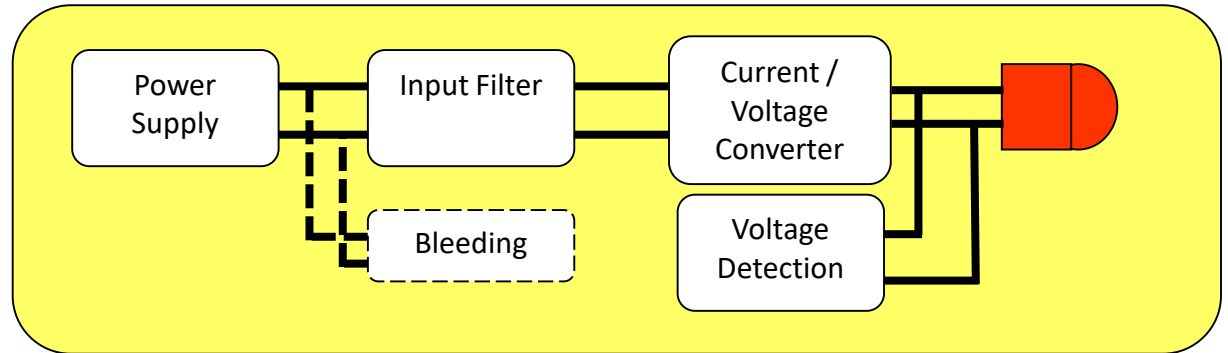 Power
Supply
Input Filter
Current /
Voltage
Converter
Bleeding
Voltage
Detection